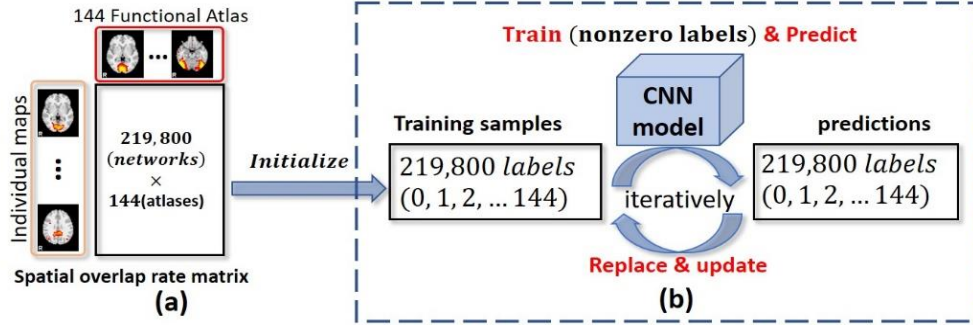 144 Functional Atlas
R
R
Individual maps
R
R
219,800
(networks)
×
144(atlases)
Spatial overlap rate matrix
(a)
Initialize
Train (nonzero labels) & Predict
CNN
model
Training samples
219,800 labels
(0, 1, 2, … 144)
iteratively
predictions
219,800 labels
(0, 1, 2, … 144)
Replace & update
(b)